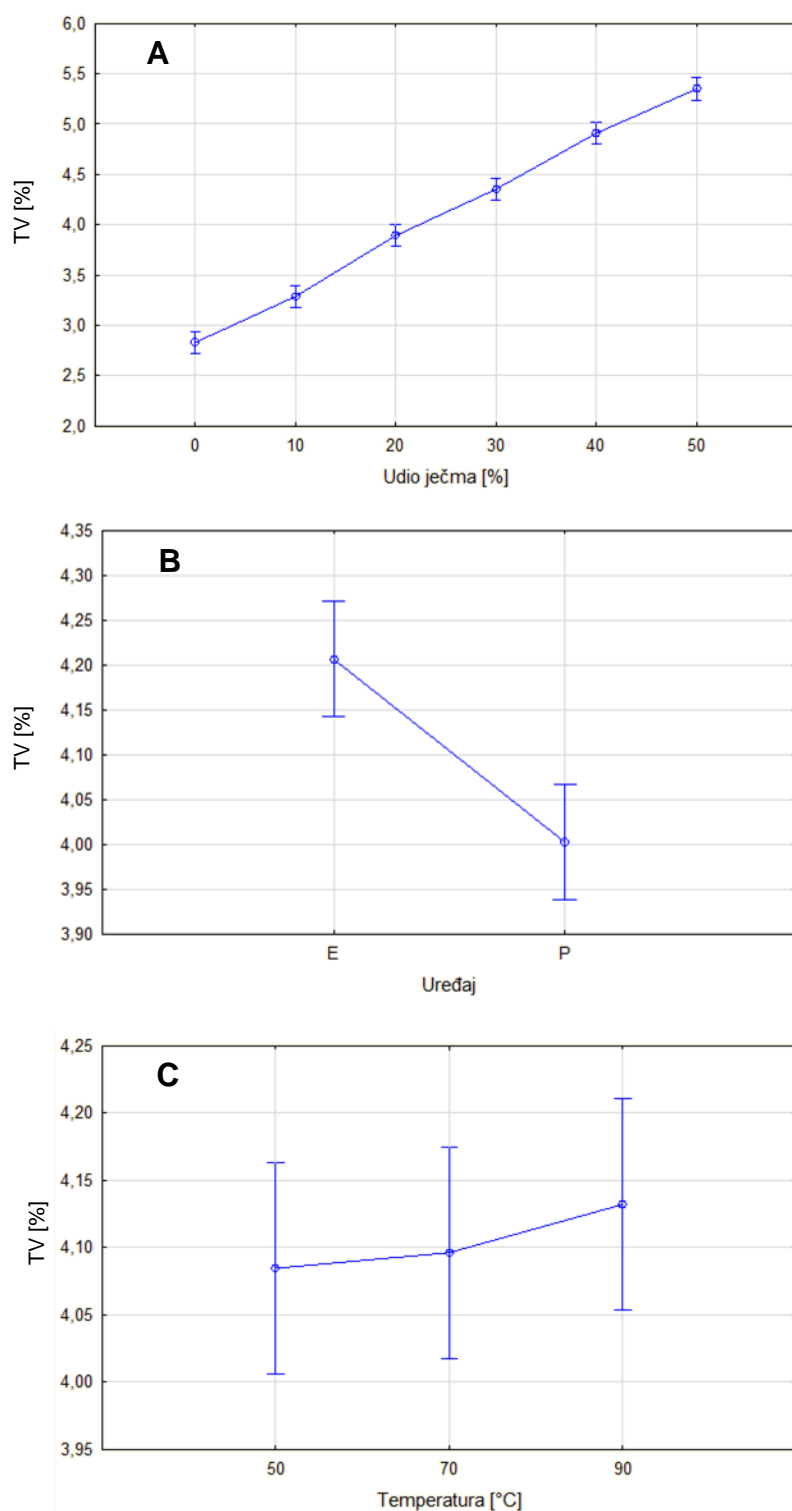 A
6,0
5,5
5,0
4,5
4,0
3,5
3,0
2,5
2,0
TV [%]
0 10 20 30 40 50
Udio ječma [%]
B
4,35
4,30
4,25
4,20
4,15
4,10
4,05
4,00
3,95
3,90
TV [%]
E P
Uređaj
C
4,25
4,20
4,15
4,10
4,05
4,00
3,95
TV [%]
50 70 90
Temperatura [°C]